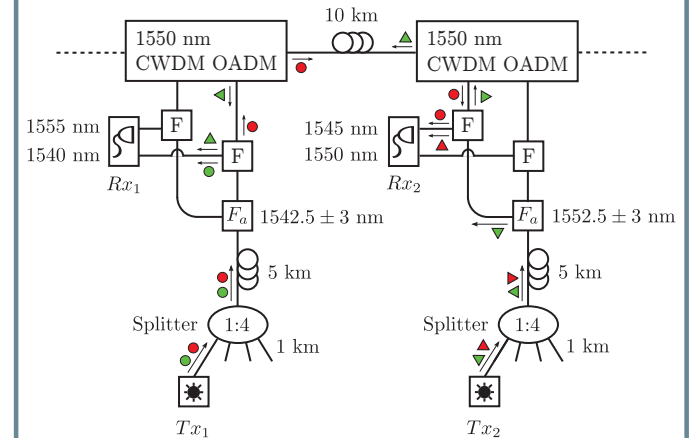 10 km
1550 nm
CWDM OADM
1550 nm
CWDM OADM
F
F
1555 nm
1540 nm
Rx1
F
F
1545 nm
1550 nm
Rx2
Fa
1542.5 ± 3 nm
Fa
1552.5 ± 3 nm
5 km
5 km
Splitter
1:4
1 km
Splitter
1:4
1 km
Tx1
Tx2